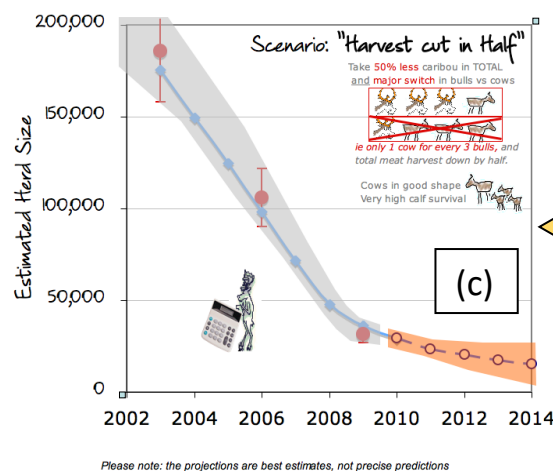 200,000
Scenario: "Harvest cut in Half"
Take 50% less caribou in TOTAL
and major switch in bulls vs cows
150,000
ie only 1 cow for every 3 bulls, and
total meat harvest down by half.
Cows in good shape
Very high calf survival
100,000
Estimated Herd Size
(c)
50,000
0
2002 2004 2006 2008 2010 2012 2014
Please note: the projections are best estimates, not precise predictions